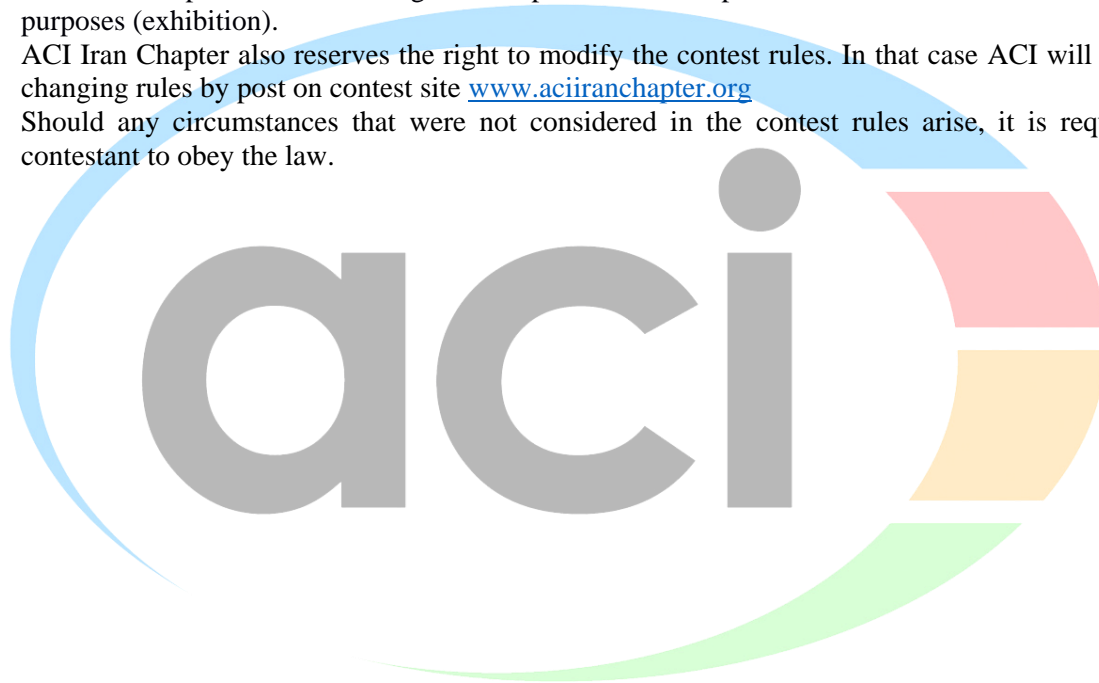 purposes (exhibition).
ACI Iran Chapter also reserves the right to modify the contest rules. In that case ACI will
changing rules by post on contest site www.aciiranchapter.org
Should any circumstances that were not considered in the contest rules arise, it is
contestant to obey the law.
aci